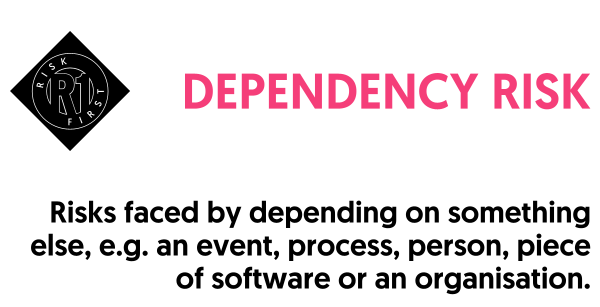 RISK
R1
FIRST
DEPENDENCY RISK
Risks faced by depending on something
else, e.g. an event, process, person, piece
of software or an organisation.